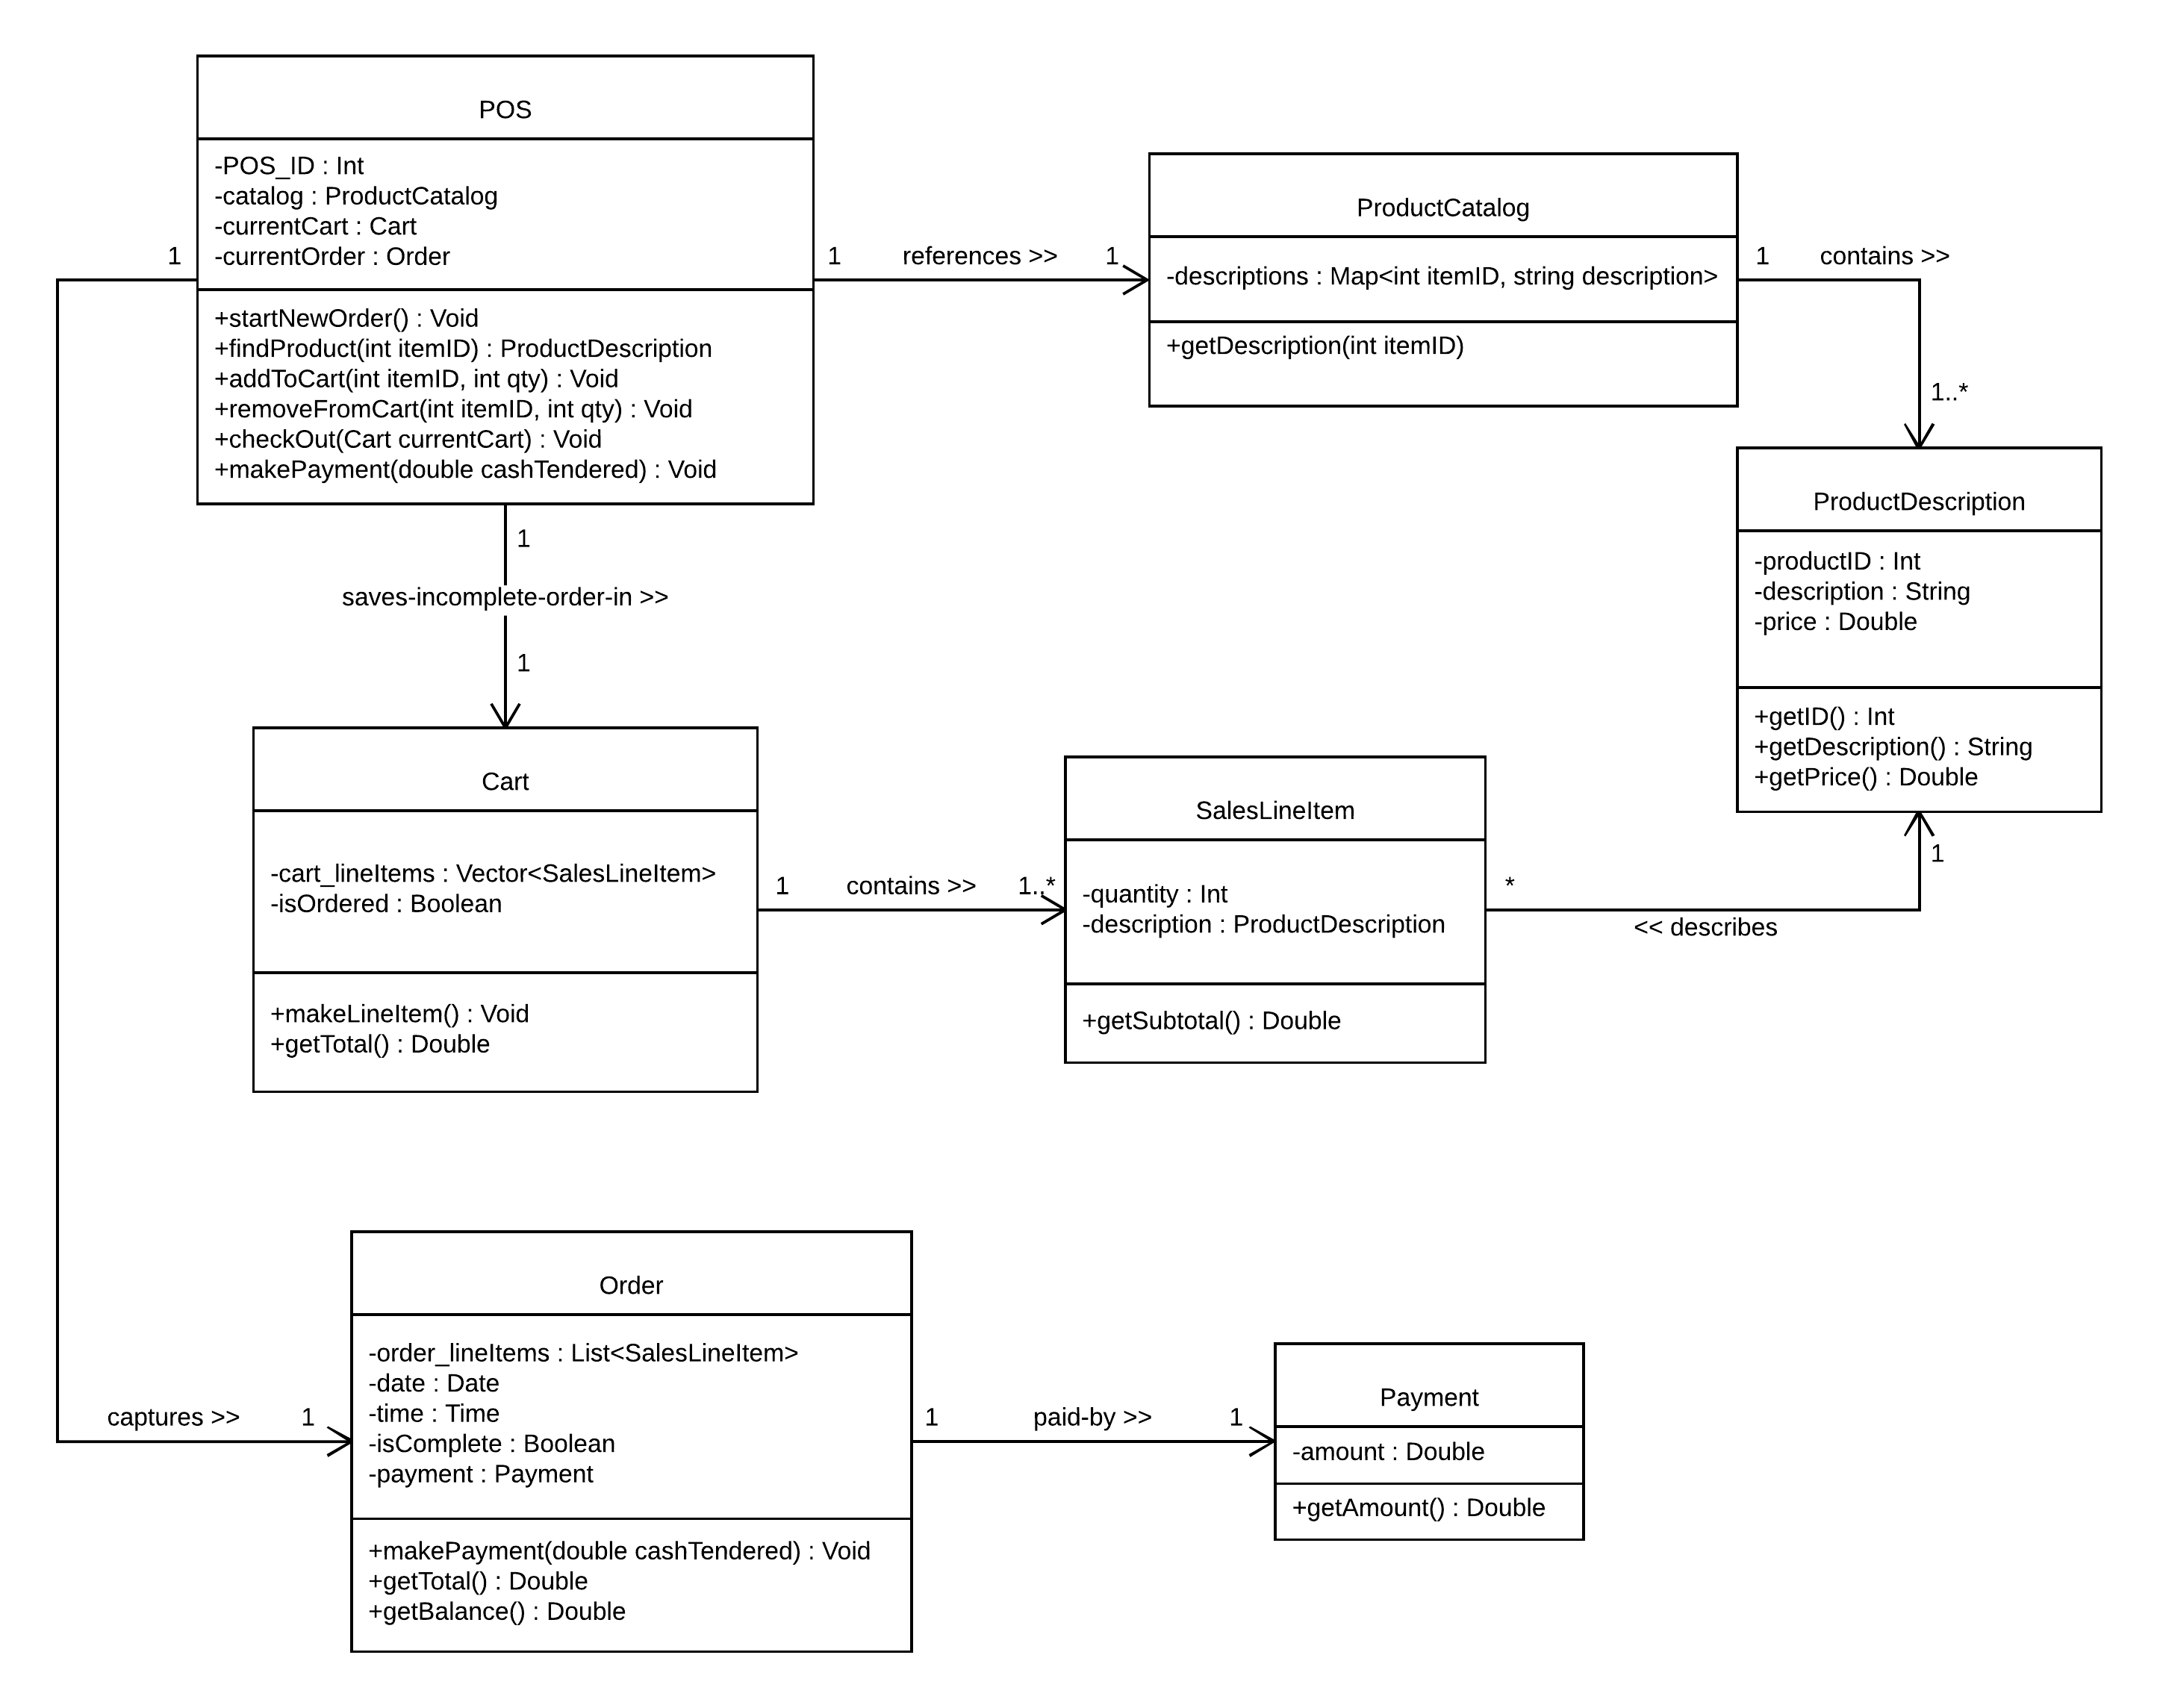 POS
-POS_ID : Int
-catalog : ProductCatalog
-currentCart : Cart
-currentOrder : Order
+startNewOrder() : Void
+findProduct(int itemID) : ProductDescription
+addToCart(int itemID, int qty) : Void
+removeFromCart(int itemID, int qty) : Void
+checkOut(Cart currentCart) : Void
+makePayment(double cashTendered) : Void
1
1 references >> 1
ProductCatalog
-descriptions : Map<int itemID, string description>
+getDescription(int itemID)
1 contains >>
1..*
ProductDescription
-productID : Int
-description : String
-price : Double
+getID() : Int
+getDescription() : String
+getPrice() : Double
1
saves-incomplete-order-in >>
1
Cart
-cart_lineItems : Vector<SalesLineItem>
-isOrdered : Boolean
+makeLineItem() : Void
+getTotal() : Double
1 contains >> 1..*
SalesLineItem
-quantity : Int
-description : ProductDescription
+getSubtotal() : Double
*
1
<< describes
captures >> 1
Order
-order_lineItems : List<SalesLineItem>
-date : Date
-time : Time
-isComplete : Boolean
-payment : Payment
+makePayment(double cashTendered) : Void
+getTotal() : Double
+getBalance() : Double
1 paid-by >> 1
Payment
-amount : Double
+getAmount() : Double